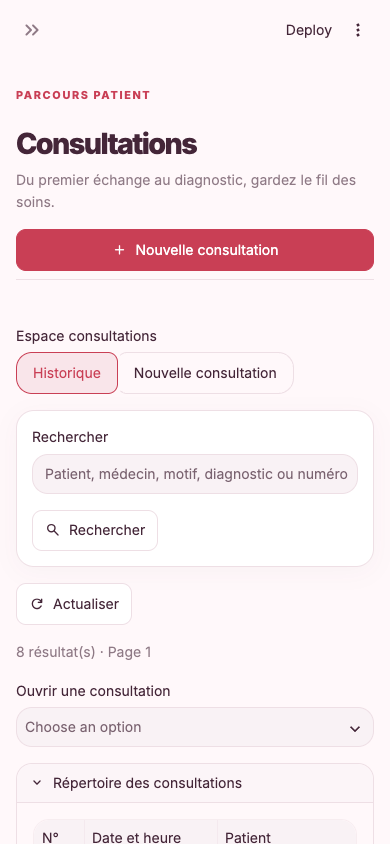 Deploy
PARCOURS PATIENT
Consultations
Du premier échange au diagnostic, gardez le fil des
soins.
Nouvelle consultation
Espace consultations
Historique
Nouvelle consultation
Rechercher
Patient, médecin, motif, diagnostic ou numéro
Rechercher
Actualiser
8 résultat(s) · Page 1
Ouvrir une consultation
Choose an option
Répertoire des consultations
N° Date et heure Patient